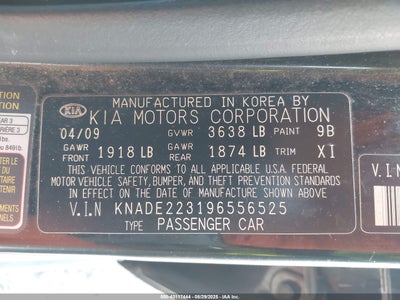 MANUFACTURED IN KOREA BY
KIA KIA MOTORS CORPORATION
04/09 GVWR 3638 LB PAINT 9B
GAWR FRONT 1918 LB GAWR REAR 1874 LB TRIM XI
THIS VEHICLE CONFORMS TO ALL APPLICABLE U.S.A FEDERAL
MOTOR VEHICLE SAFETY, BUMPER, AND THEFT PREVENTION STANDARDS
IN EFFECT ON THE DATE OF MANUFACTURE SHOWN ABOVE
V.I.N KNADE223196556525
TYPE PASSENGER CAR
V.I.N